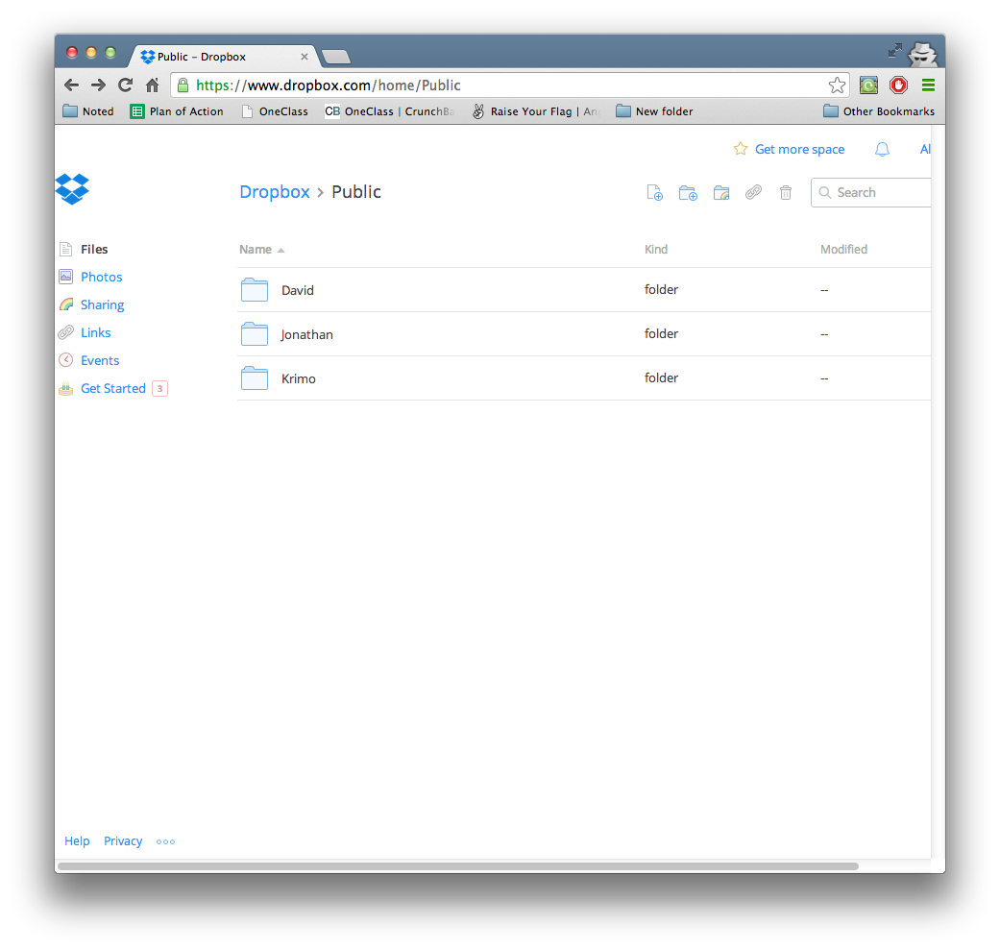 Public – Dropbox
https://www.dropbox.com/home/Public
Noted Plan of Action OneClass CB OneClass | CrunchBa Raise Your Flag | An New folder Other Bookmarks
Get more space Al
Dropbox › Public Search
Files
Photos
Sharing
Links
Events
Get Started 3
Name Kind Modified
David folder --
Jonathan folder --
Krimo folder --
Help Privacy